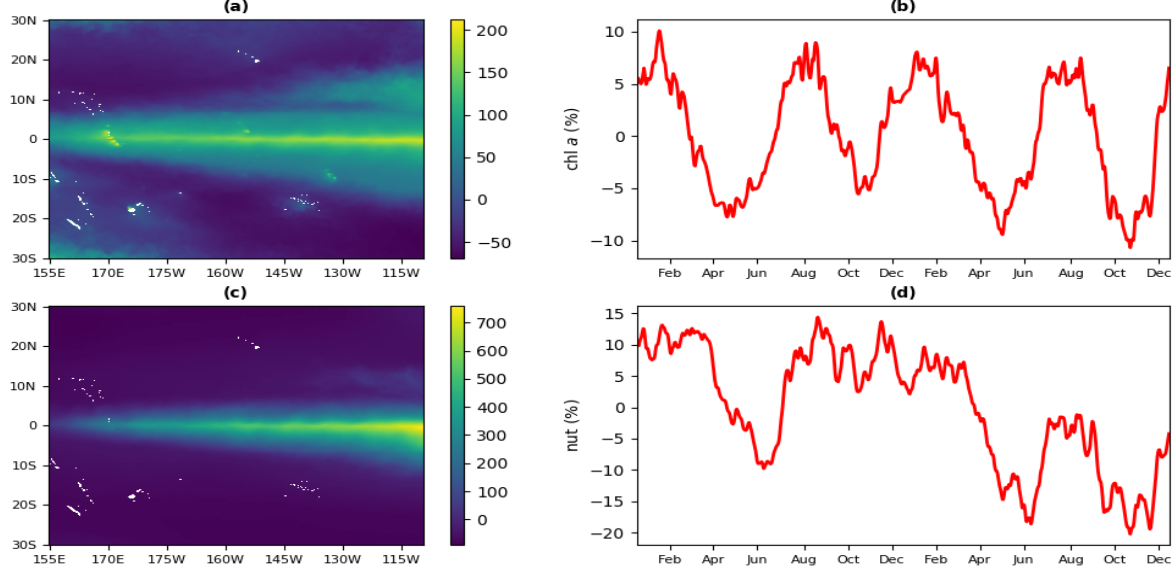 (a)
30N
20N
10N
0
10S
20S
30S
155E 170E 175W 160W 145W 130W 115W
200
150
100
50
0
−50
(b)
chl a (%)
10
5
0
−5
−10
Feb Apr Jun Aug Oct Dec Feb Apr Jun Aug Oct Dec
(c)
30N
20N
10N
0
10S
20S
30S
155E 170E 175W 160W 145W 130W 115W
700
600
500
400
300
200
100
0
(d)
nut (%)
15
10
5
0
−5
−10
−15
−20
Feb Apr Jun Aug Oct Dec Feb Apr Jun Aug Oct Dec